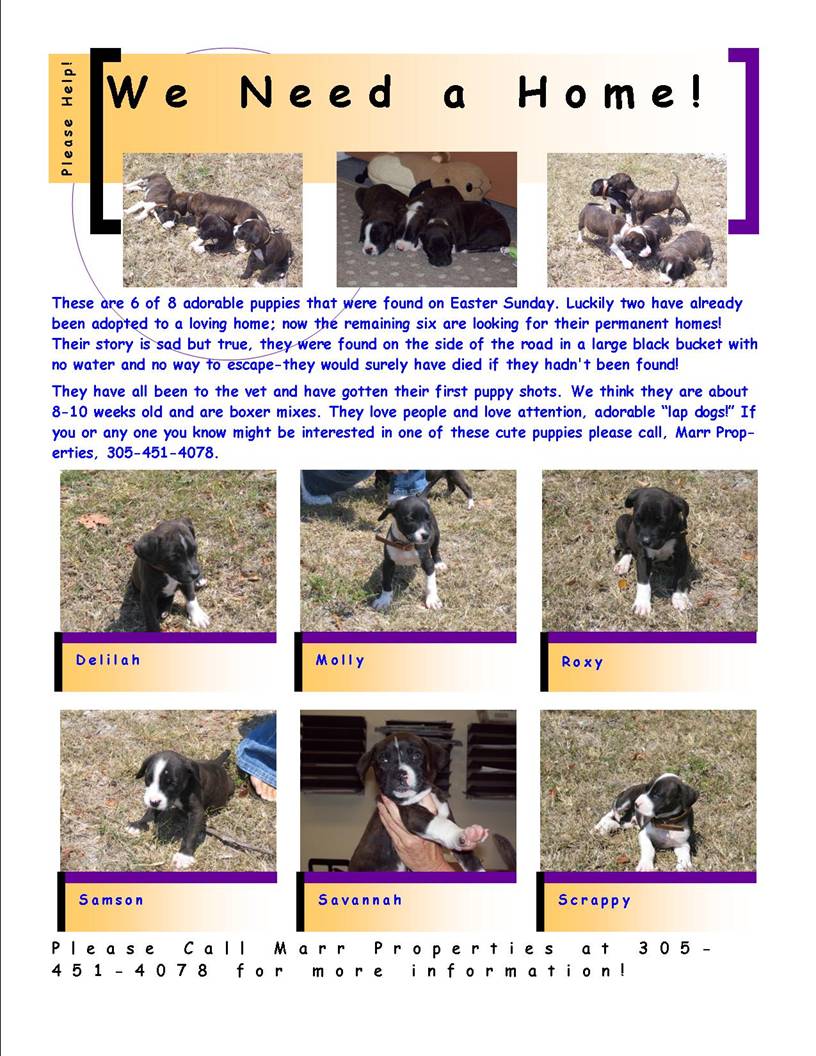 Please Help!
We Need a Home!
These are 6 of 8 adorable puppies that were found on Easter Sunday. Luckily two have already
been adopted to a loving home; now the remaining six are looking for their permanent homes!
Their story is sad but true, they were found on the side of the road in a large black bucket with
no water and no way to escape-they would surely have died if they hadn't been found!
They have all been to the vet and have gotten their first puppy shots. We think they are about
8-10 weeks old and are boxer mixes. They love people and love attention, adorable “lap dogs!” If
you or any one you know might be interested in one of these cute puppies please call, Marr Prop-
erties, 305-451-4078.
Delilah
Molly
Roxy
Samson
Savannah
Scrappy
Please Call Marr Properties at 305-
451-4078 for more information!